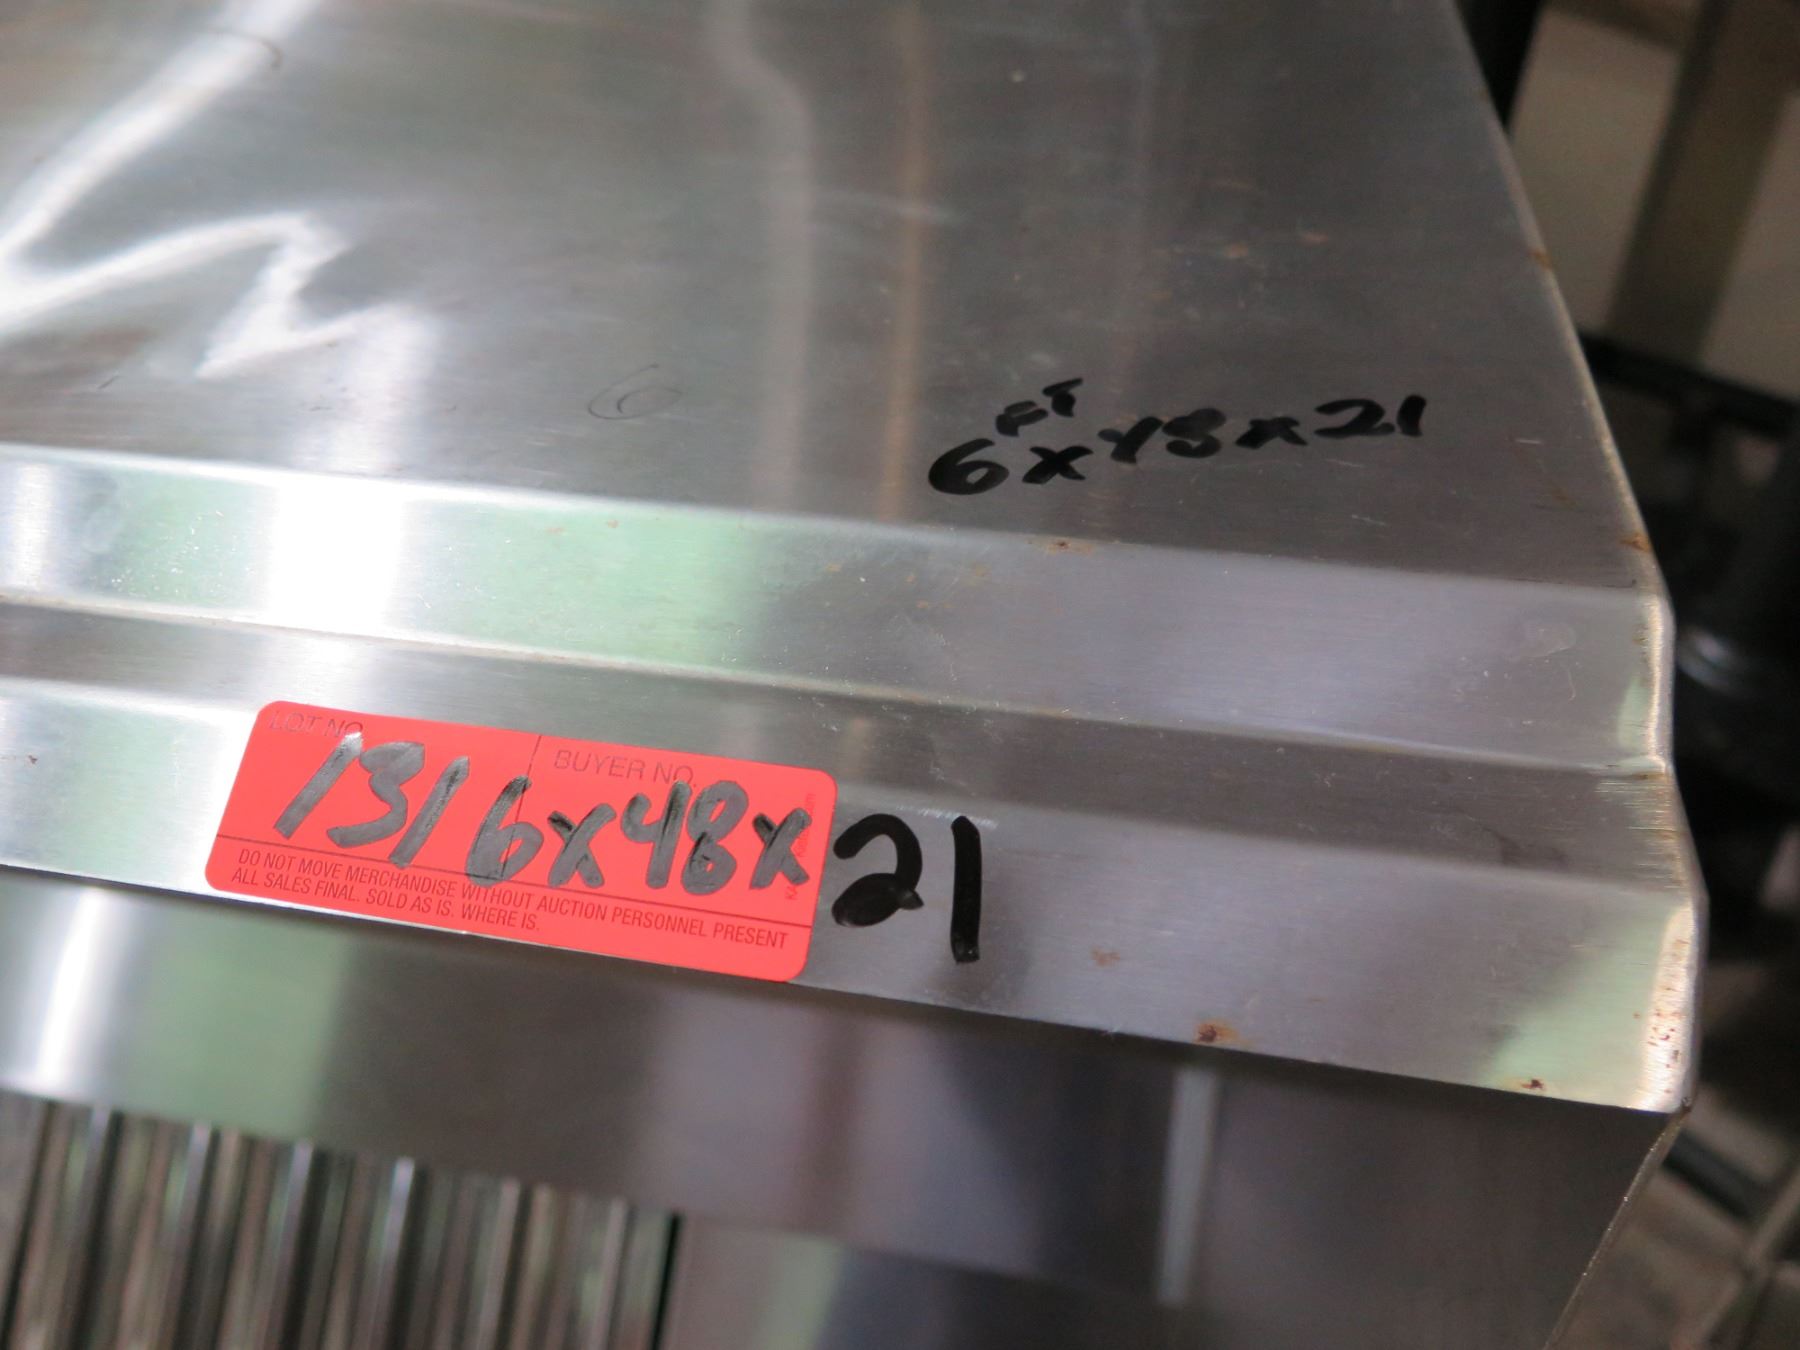 6
FT
6x48x21
LOT NO. BUYER NO.
131 6x48x21
DO NOT MOVE MERCHANDISE WITHOUT AUCTION PERSONNEL PRESENT
ALL SALES FINAL. SOLD AS IS. WHERE IS.